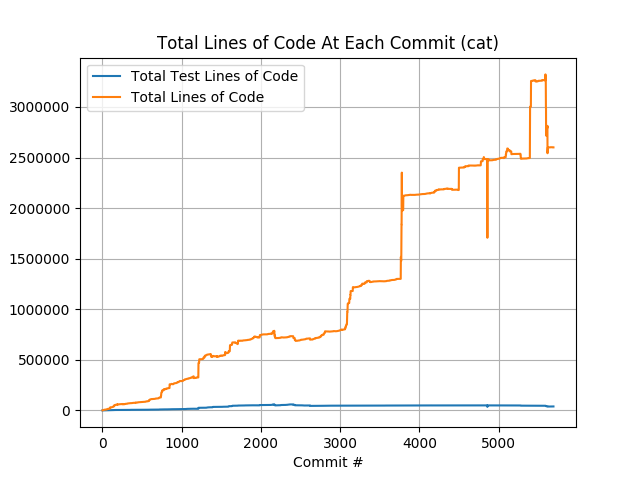 Total Lines of Code At Each Commit (cat)
Total Test Lines of Code
Total Lines of Code
3000000
2500000
2000000
1500000
1000000
500000
0
0 1000 2000 3000 4000 5000
Commit #